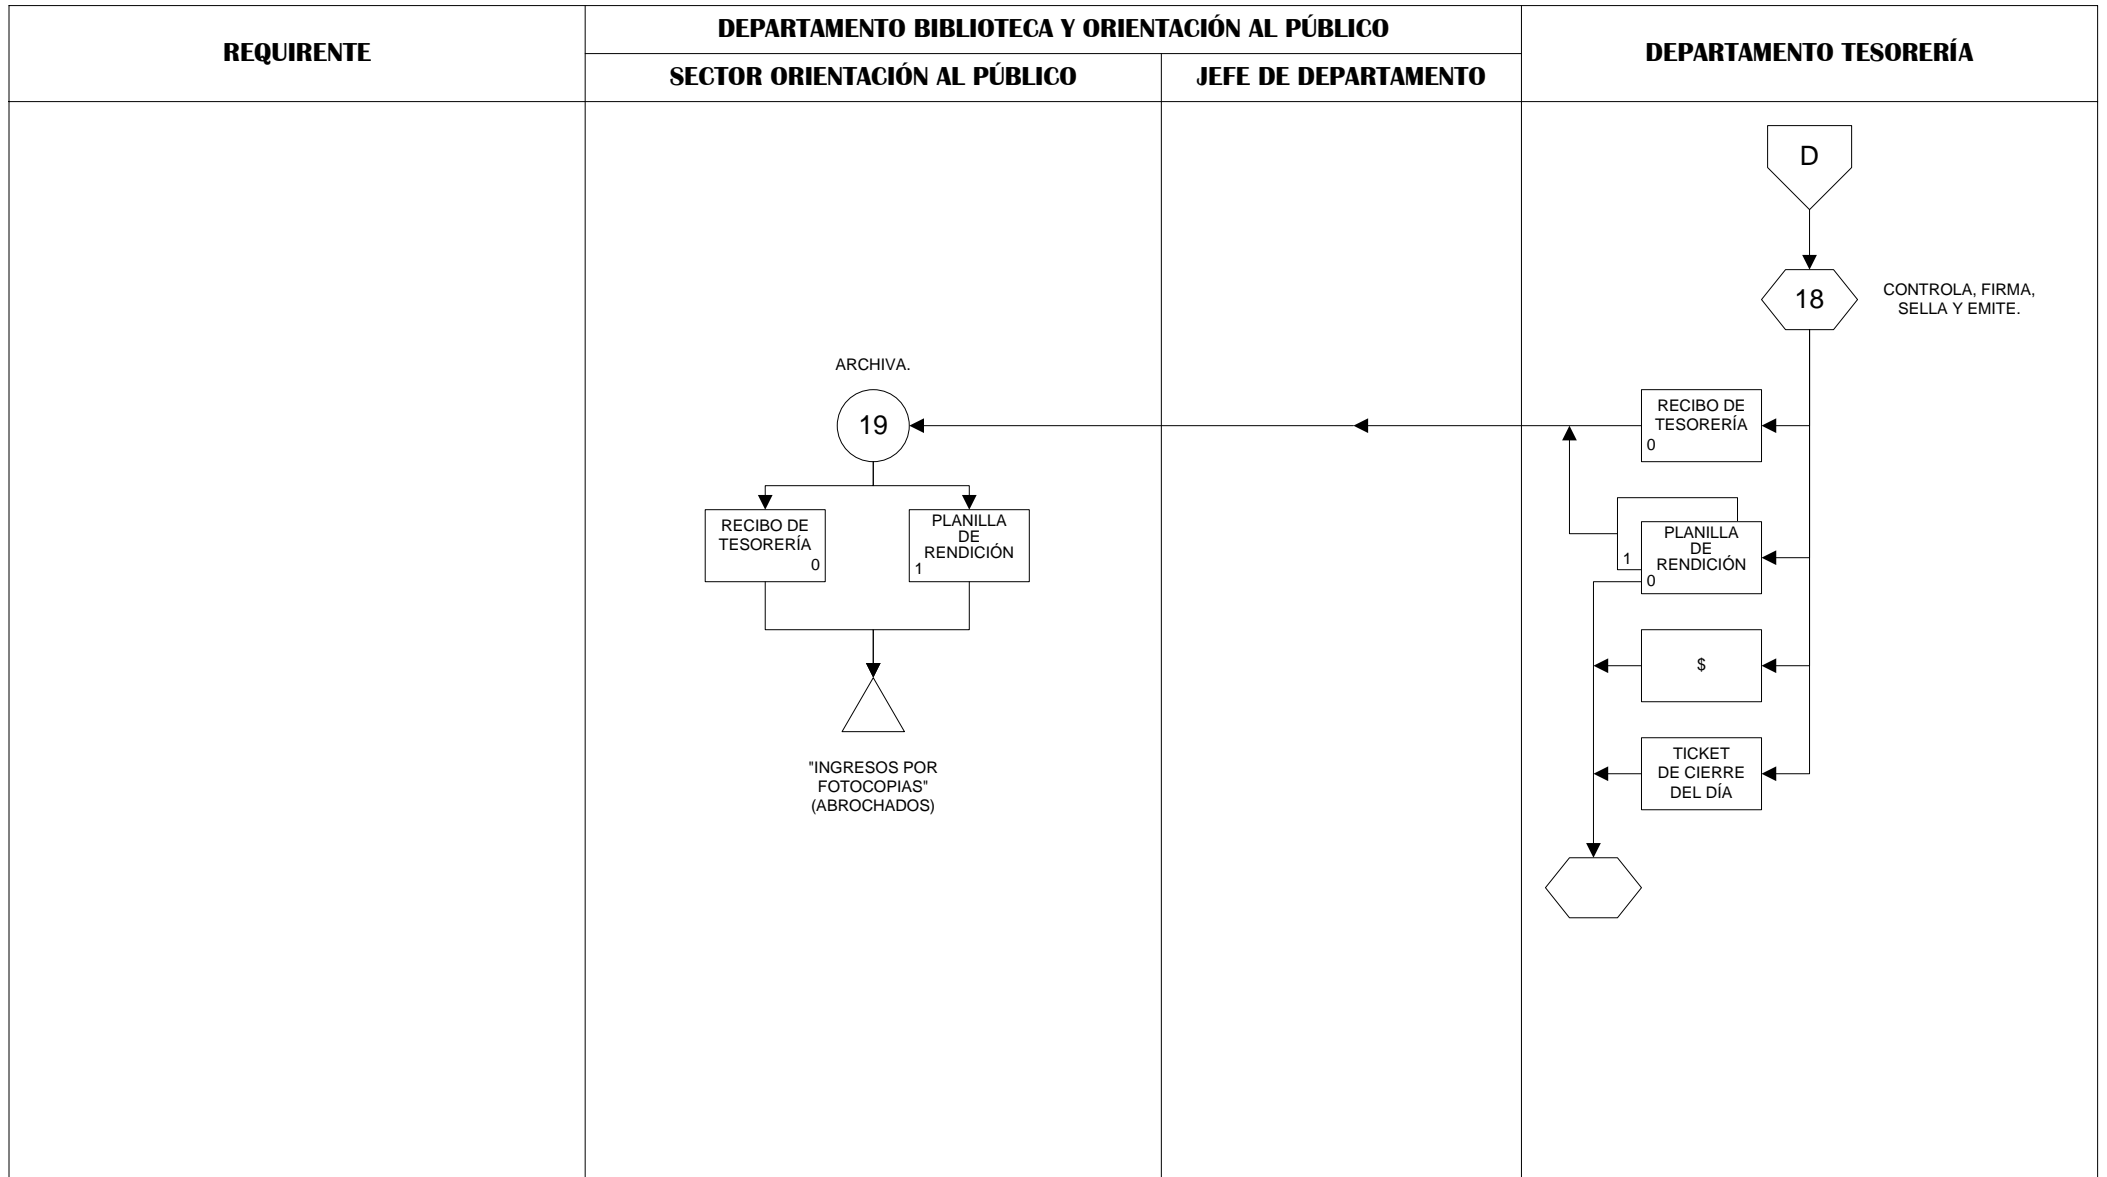 REQUIRENTE
DEPARTAMENTO BIBLIOTECA Y ORIENTACIÓN AL PÚBLICO
SECTOR ORIENTACIÓN AL PÚBLICO
JEFE DE DEPARTAMENTO
DEPARTAMENTO TESORERÍA
D
18
CONTROLA, FIRMA,
SELLA Y EMITE.
ARCHIVA.
19
RECIBO DE
TESORERÍA
0
PLANILLA
DE
RENDICIÓN
1
"INGRESOS POR
FOTOCOPIAS"
(ABROCHADOS)
RECIBO DE
TESORERÍA
0
1
PLANILLA
DE
RENDICIÓN
0
$
TICKET
DE CIERRE
DEL DÍA